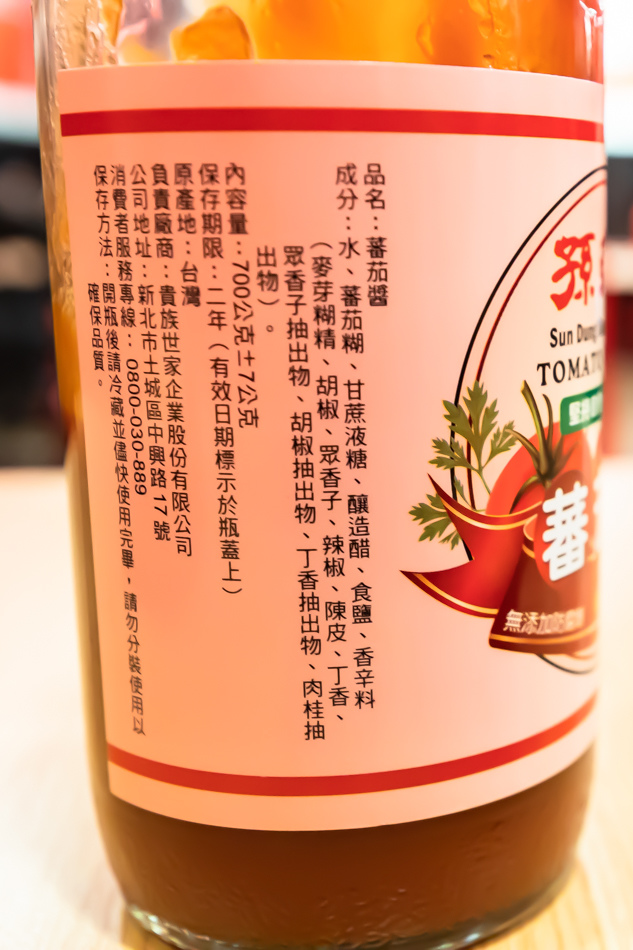 品名：蕃茄醬
成分：水、蕃茄糊、甘蔗液糖、釀造醋、食鹽、香辛料
（麥芽糊精、胡椒、眾香子、辣椒、陳皮、丁香、
眾香子抽出物、胡椒抽出物、丁香抽出物、肉桂抽
出物）。
內容量：700公克±7公克
保存期限：二年（有效日期標示於瓶蓋上）
原產地：台灣
負責廠商：貴族世家企業股份有限公司
公司地址：新北市土城區中興路17號
消費者服務專線：0800-030-889
保存方法：開瓶後請冷藏並儘快使用完畢，請勿分裝使用以
確保品質。
孫
Sun Dung
TOMATO
蕃
無添加防腐劑